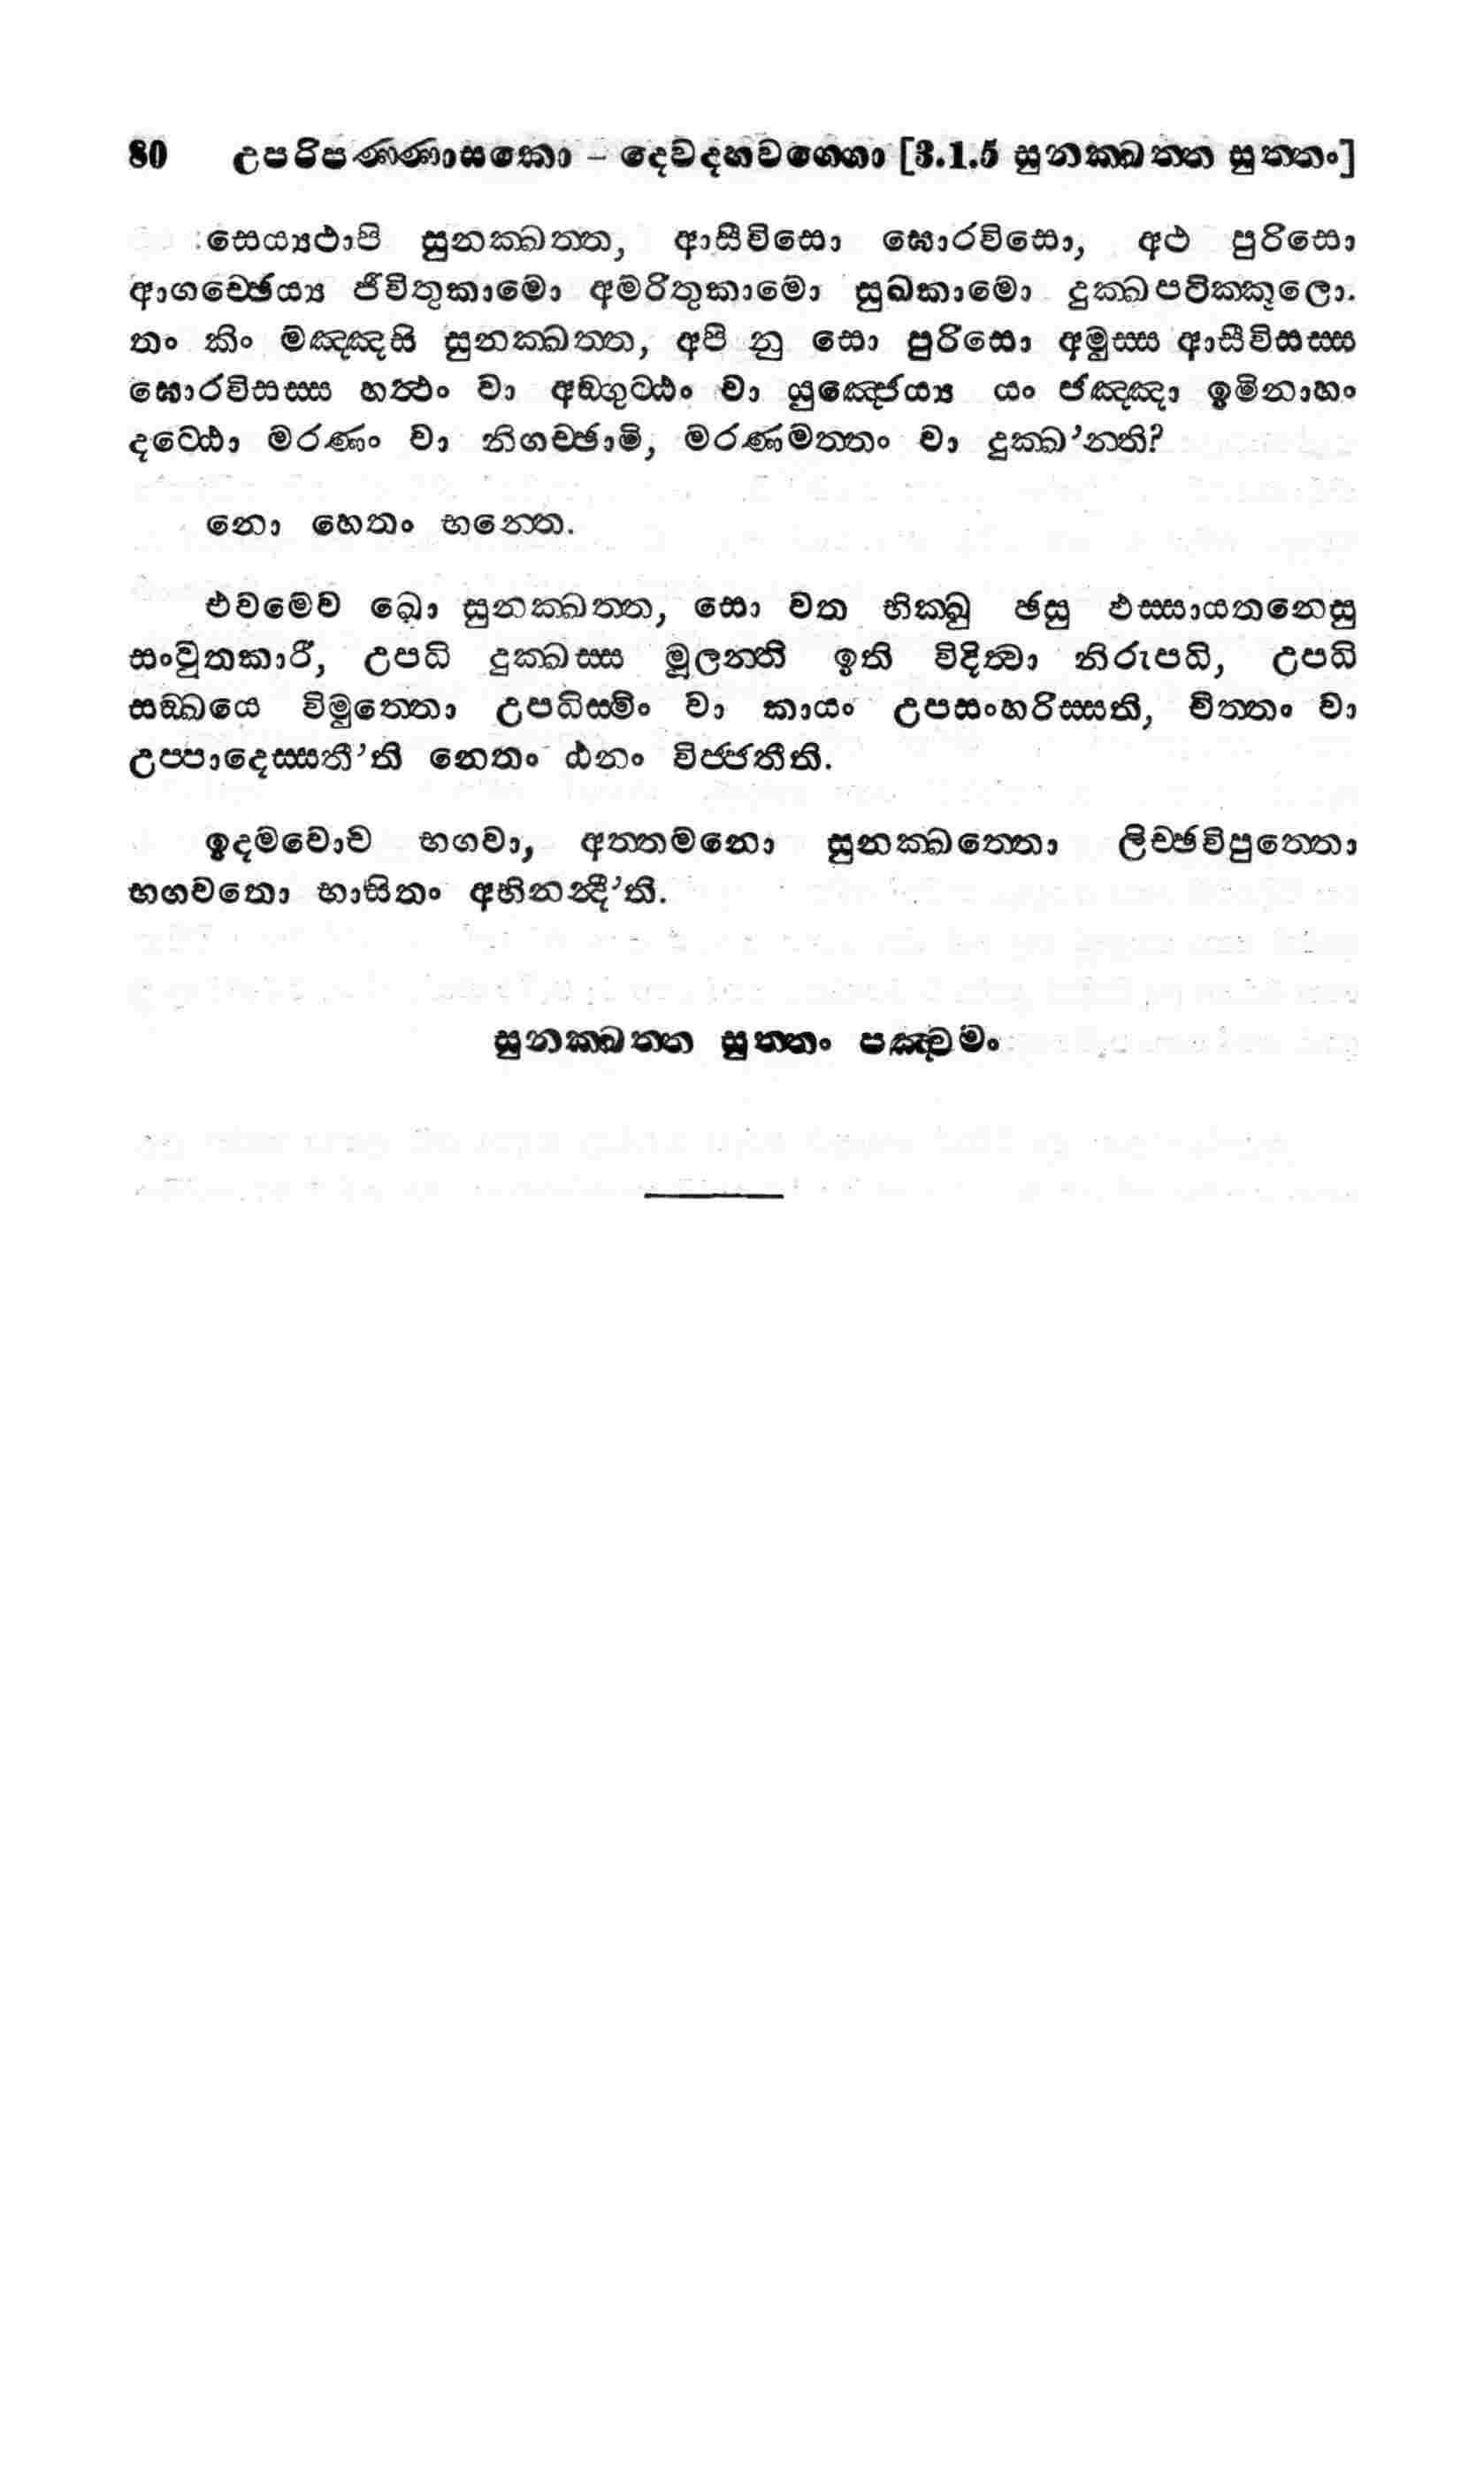 80 උපරිපණ්ණාසකො - දෙවදහවග්ගො [3.1.5 සුනක්ඛත්ත සුත්තං]
සෙය්‍යථාපි සුනක්ඛත්ත, ආසීවිසො ඝොරවිසො, අථ පුරිසො
ආගච්ඡෙය්‍ය ජීවිතුකාමො අමරිතුකාමො සුඛකාමො දුක්ඛපටික්කූලො.
තං කිං මඤ්ඤසි සුනක්ඛත්ත, අපි නු සො පුරිසො අමුස්ස ආසීවිසස්ස
ඝොරවිසස්ස හත්ථං වා අඞ්ගුට්ඨං වා යුඤ්ජෙය්‍ය යං ජඤ්ඤා ඉමිනාහං
දට්ඨො මරණං වා නිගච්ඡාමි, මරණමත්තං වා දුක්ඛ’න්ති?
නො හෙතං භන්තෙ.
එවමෙව ඛො සුනක්ඛත්ත, සො වත භික්ඛු ඡසු ඵස්සායතනෙසු
සංවුතකාරී, උපධි දුක්ඛස්ස මූලන්ති ඉති විදිත්වා නිරුපධි, උපධි
සඞ්ඛයෙ විමුත්තො උපධිස්මිං වා කායං උපසංහරිස්සති, චිත්තං වා
උප්පාදෙස්සතී’ති නෙතං ඨානං විජ්ජතීති.
ඉදමවොච භගවා, අත්තමනො සුනක්ඛත්තො ලිච්ඡවිපුත්තො
භගවතො භාසිතං අභිනන්දී’ති.
සුනක්ඛත්ත සුත්තං පඤ්චමං